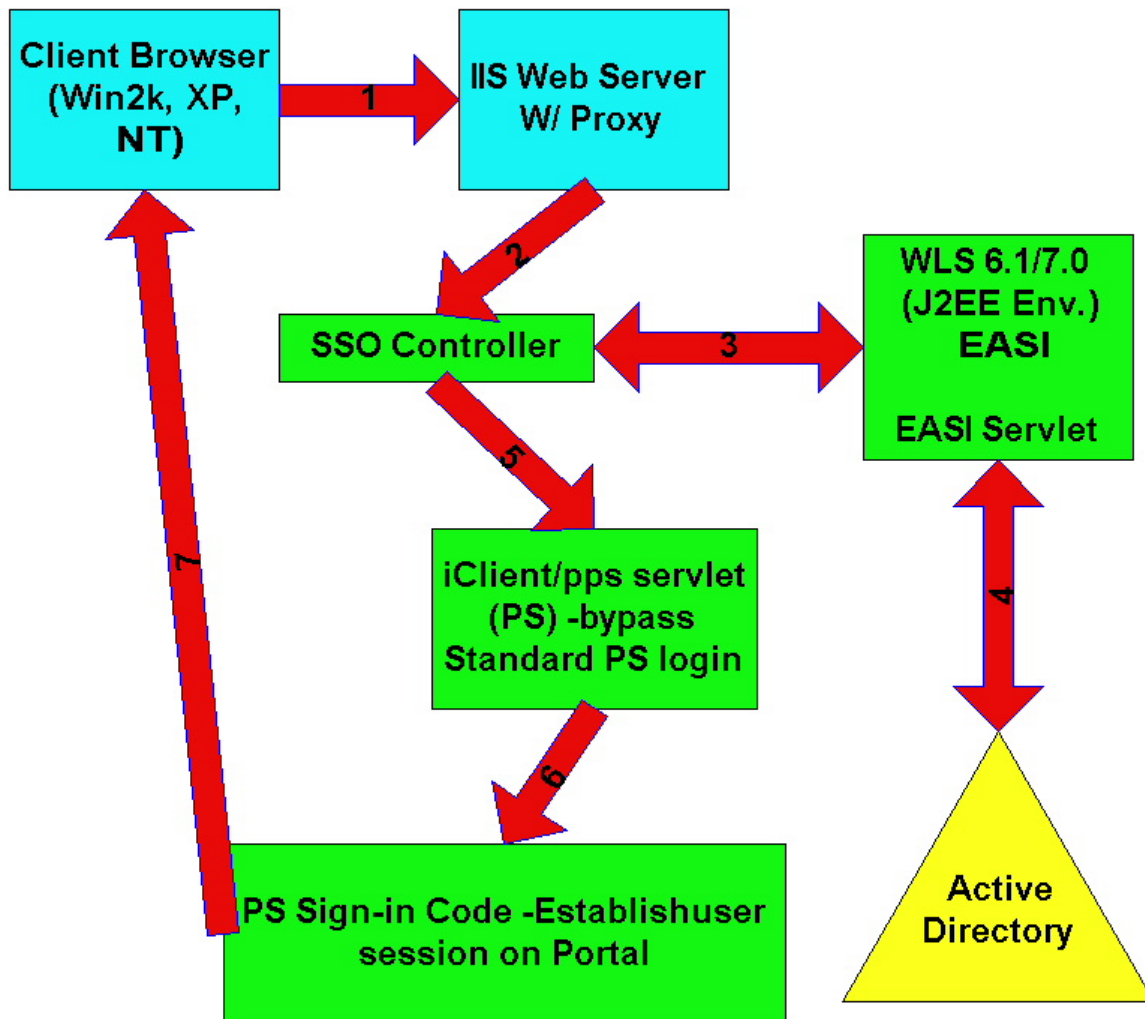 Client Browser
(Win2k, XP,
NT)
1
IIS Web Server
W/ Proxy
2
SSO Controller
3
WLS 6.1/7.0
(J2EE Env.)
EASI
EASI Servlet
4
5
iClient/pps servlet
(PS) -bypass
Standard PS login
6
7
PS Sign-in Code -Establishuser
session on Portal
Active
Directory